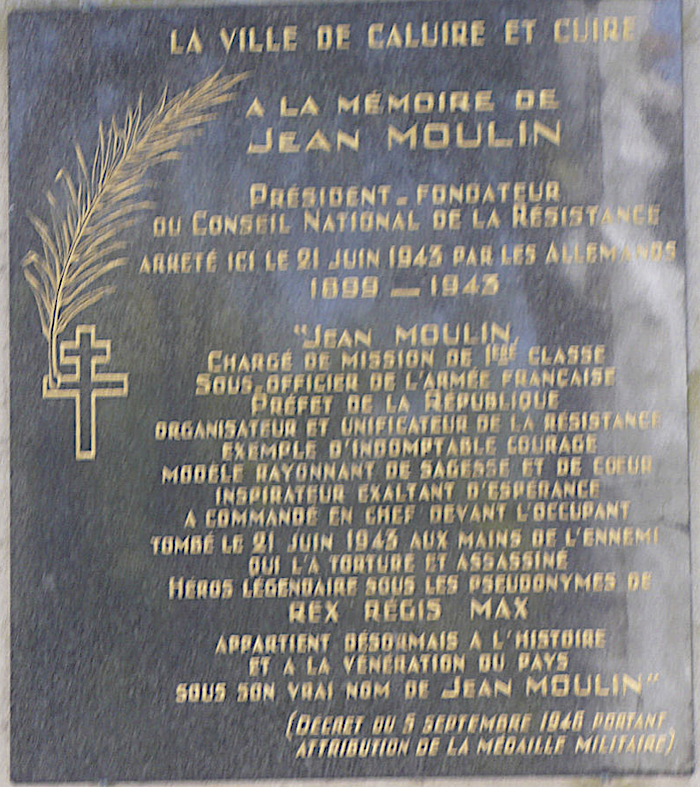 LA VILLE DE CALUIRE ET CUIRE
A LA MÉMOIRE DE
JEAN MOULIN
PRÉSIDENT - FONDATEUR
DU CONSEIL NATIONAL DE LA RÉSISTANCE
ARRETÉ ICI LE 21 JUIN 1943 PAR LES ALLEMANDS
1899 — 1943
"JEAN MOULIN,
CHARGÉ DE MISSION DE 1ERE CLASSE
SOUS-OFFICIER DE L'ARMÉE FRANÇAISE
PRÉFET DE LA RÉPUBLIQUE
ORGANISATEUR ET UNIFICATEUR DE LA RÉSISTANCE
EXEMPLE D'INDOMPTABLE COURAGE
MODÈLE RAYONNANT DE SAGESSE ET DE COEUR
INSPIRATEUR EXALTANT D'ESPÉRANCE
A COMMANDÉ EN CHEF DEVANT L'OCCUPANT
TOMBÉ LE 21 JUIN 1943 AUX MAINS DE L'ENNEMI
QUI L'A TORTURÉ ET ASSASSINÉ
HÉROS LÉGENDAIRE SOUS LES PSEUDONYMES DE
REX RÉGIS MAX
APPARTIENT DÉSORMAIS A L'HISTOIRE
ET A LA VÉNÉRATION DU PAYS
SOUS SON VRAI NOM DE JEAN MOULIN"
(DÉCRET DU 5 SEPTEMBRE 1946 PORTANT
ATTRIBUTION DE LA MÉDAILLE MILITAIRE)